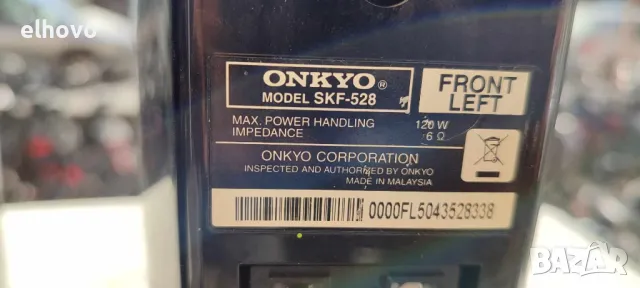 elhovo
ONKYO®
MODEL SKF-528
FRONT
LEFT
MAX. POWER HANDLING 120 W
IMPEDANCE 6 Ω
ONKYO CORPORATION
INSPECTED AND AUTHORIZED BY ONKYO
MADE IN MALAYSIA
0000FL5043528338
BAZAR